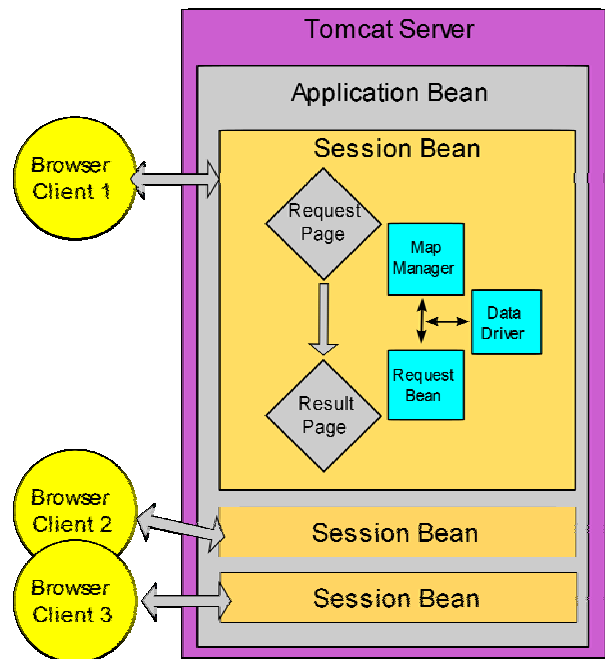 Tomcat Server
Application Bean
Session Bean
Browser
Client 1
Request
Page
Map
Manager
Data
Driver
Request
Bean
Result
Page
Browser
Client 2
Session Bean
Browser
Client 3
Session Bean